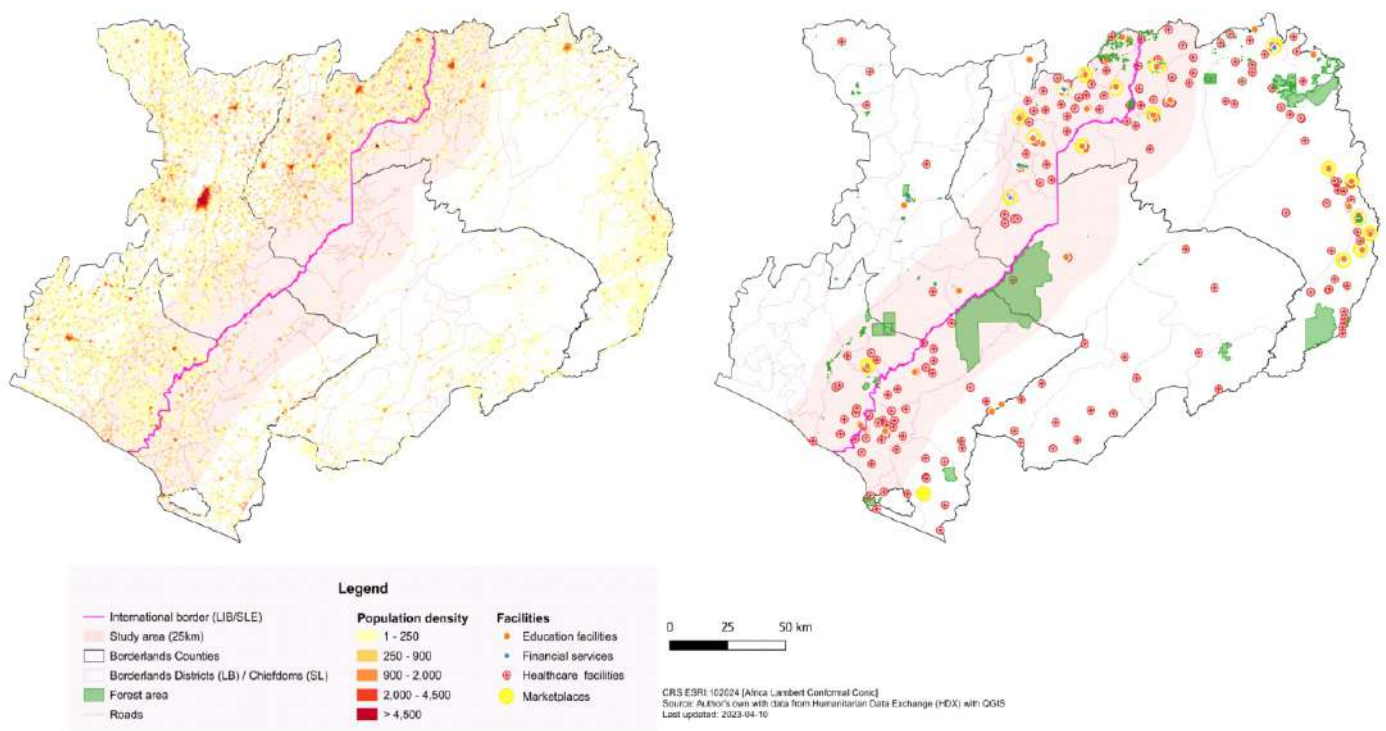 Legend
International border (LIB/SLE)
Study area (25km)
Borderlands Counties
Borderlands Districts (LB) / Chiefdoms (SL)
Forest area
Roads
Population density
1 - 250
250 - 900
900 - 2,000
2,000 - 4,500
> 4,500
Facilities
Education facilities
Financial services
Healthcare facilities
Marketplaces
0 25 50 km
CRS ESRI:102024 [Africa Lambert Conformal Conic]
Source: Author's own with data from Humanitarian Data Exchange (HDX) with QGIS
Last updated: 2023-04-10